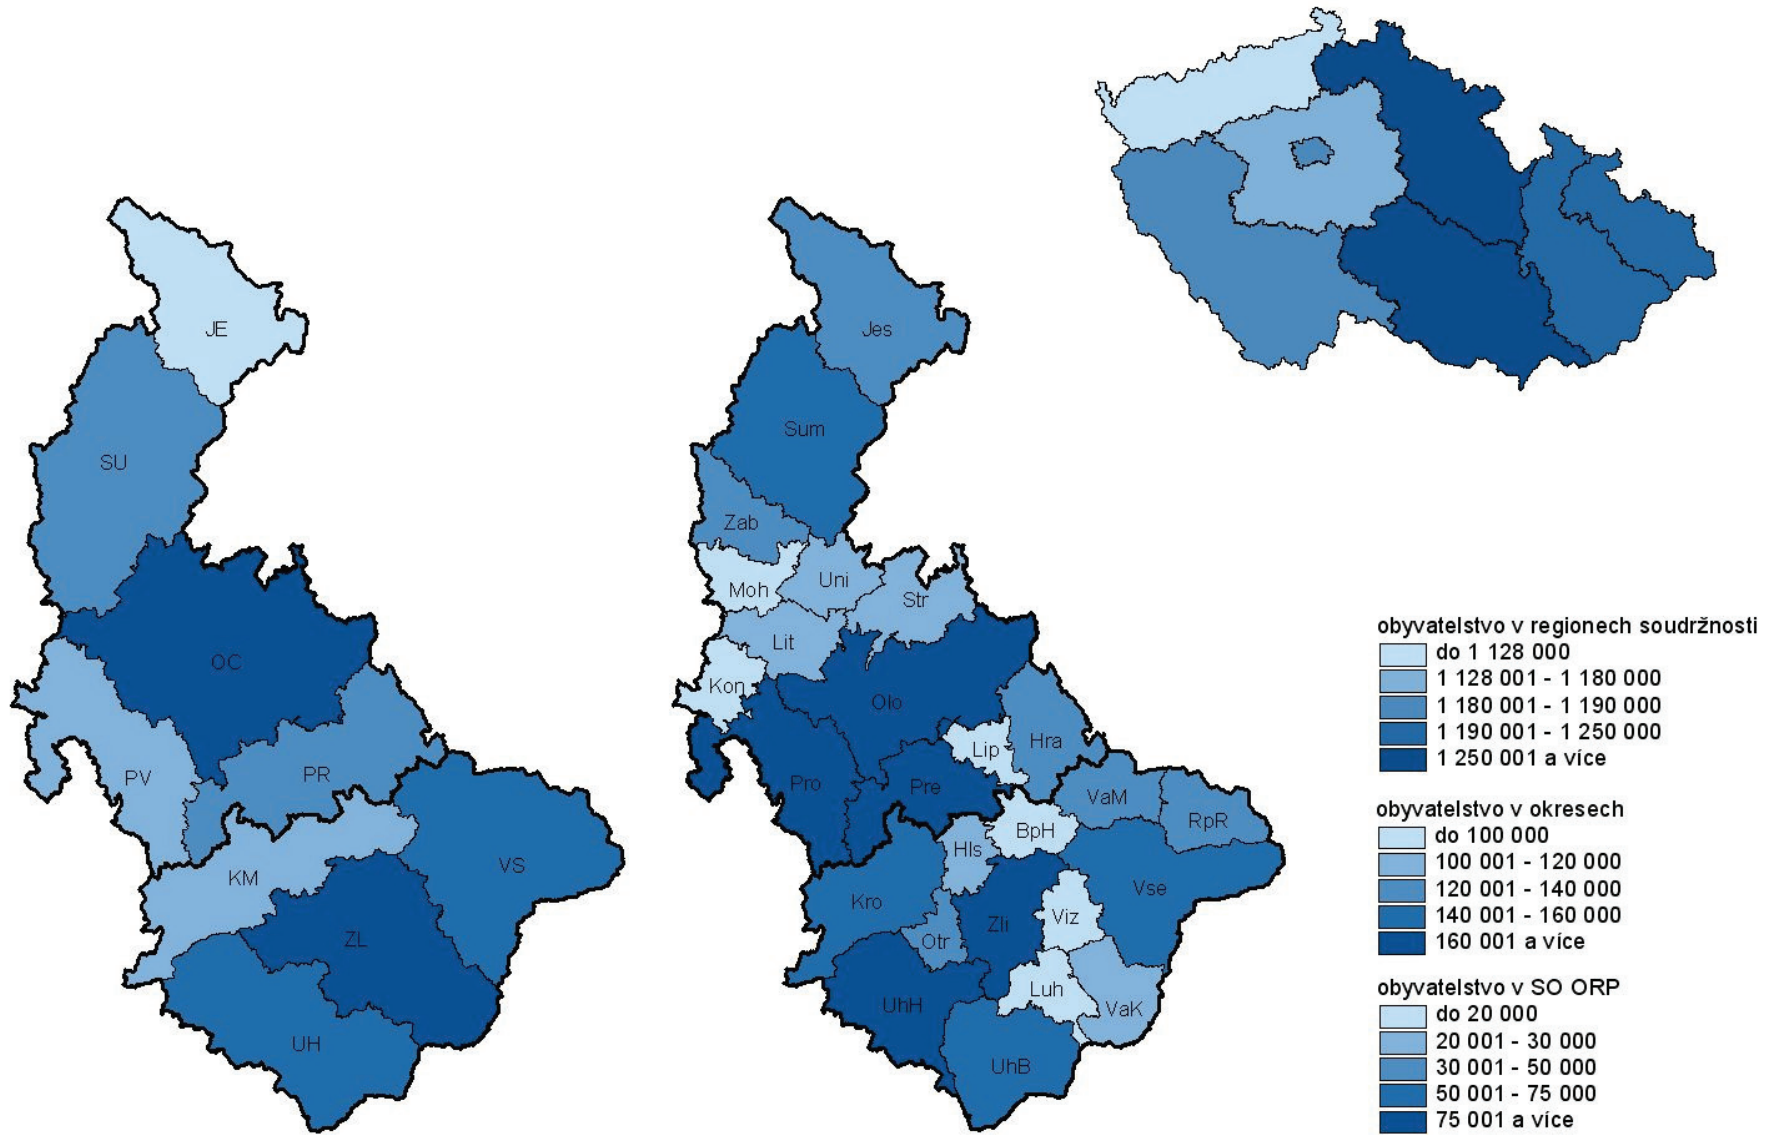 JE
SU
OC
PV
PR
KM
VS
ZL
UH
Jes
Sum
Zab
Moh
Uni
Str
Lit
Kon
Olo
Lip
Hra
Pro
Pre
VaM
RpR
BpH
Hls
Vse
Kro
Viz
Zli
Otr
Luh
UhH
VaK
UhB
obyvatelstvo v regionech soudržnosti
do 1 128 000
1 128 001 - 1 180 000
1 180 001 - 1 190 000
1 190 001 - 1 250 000
1 250 001 a více
obyvatelstvo v okresech
do 100 000
100 001 - 120 000
120 001 - 140 000
140 001 - 160 000
160 001 a více
obyvatelstvo v SO ORP
do 20 000
20 001 - 30 000
30 001 - 50 000
50 001 - 75 000
75 001 a více